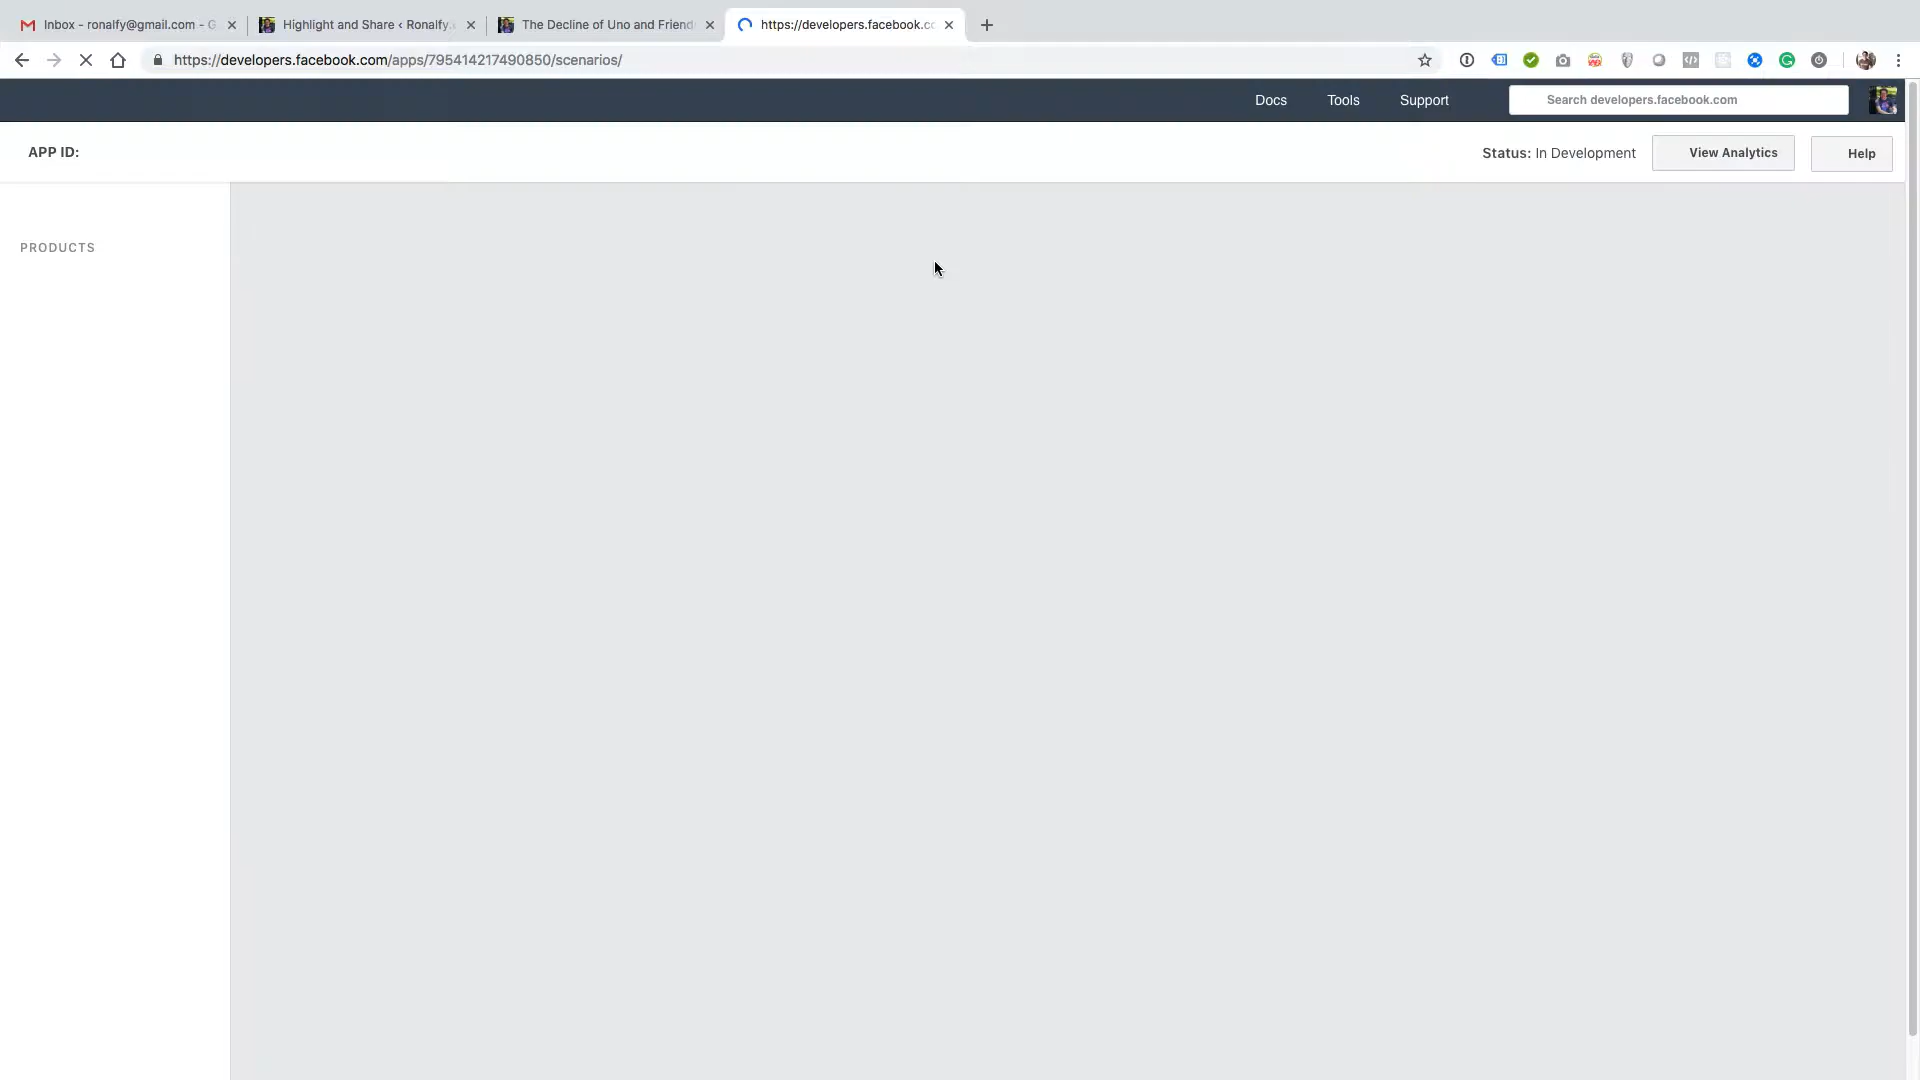 Inbox - ronalfy@gmail.com - G
Highlight and Share ‹ Ronalfy.
The Decline of Uno and Friend
https://developers.facebook.co
https://developers.facebook.com/apps/795414217490850/scenarios/
Docs
Tools
Support
Search developers.facebook.com
APP ID:
Status: In Development
View Analytics
Help
PRODUCTS